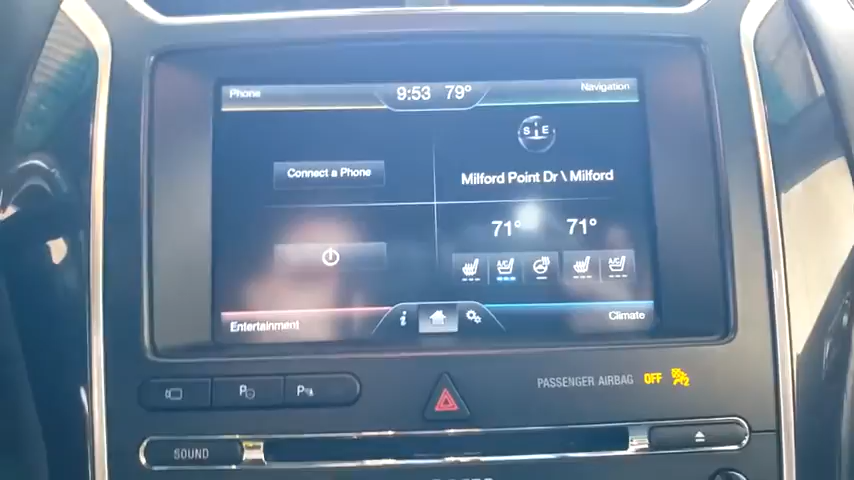 Phone
9:53 79°
Navigation
S E
Connect a Phone
Milford Point Dr \ Milford
71° 71°
A/C A/C
Entertainment
i
Climate
P P
PASSENGER AIRBAG OFF 2
SOUND